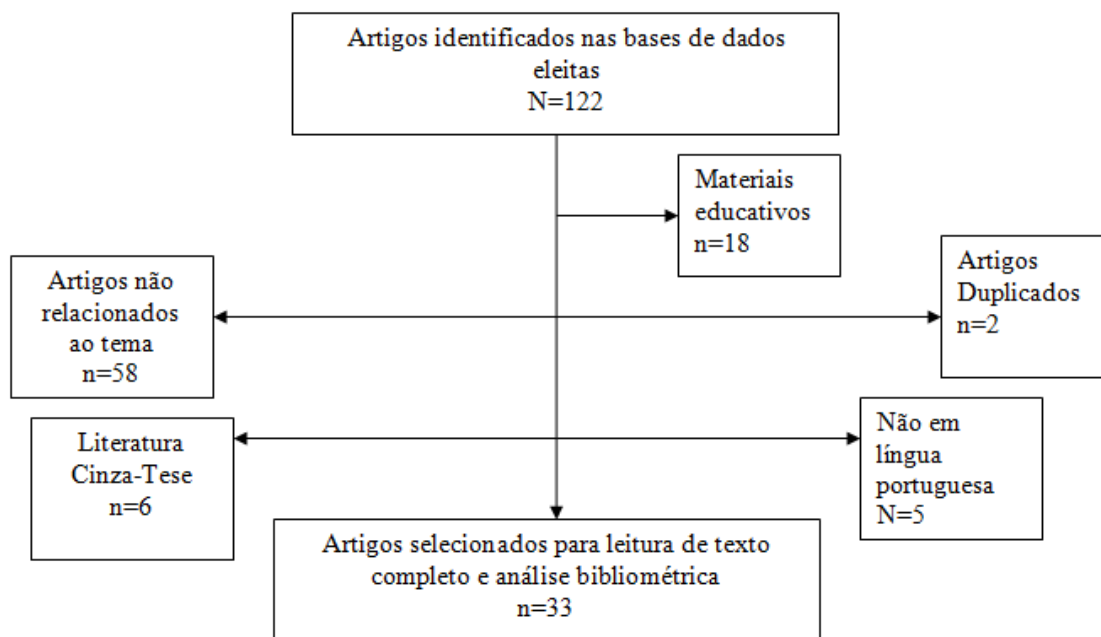 Artigos identificados nas bases de dados
eleitas
N=122
Materiais
educativos
n=18
Artigos não
relacionados
ao tema
n=58
Artigos
Duplicados
n=2
Literatura
Cinza-Tese
n=6
Não em
língua
portuguesa
N=5
Artigos selecionados para leitura de texto
completo e análise bibliométrica
n=33